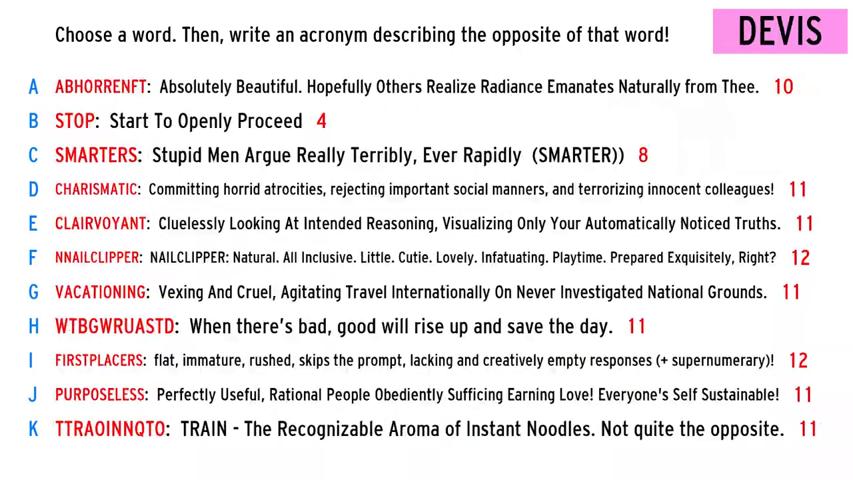 Choose a word. Then, write an acronym describing the opposite of that word!
DEVIS
A ABHORRENFT: Absolutely Beautiful. Hopefully Others Realize Radiance Emanates Naturally from Thee. 10
B STOP: Start To Openly Proceed 4
C SMARTERS: Stupid Men Argue Really Terribly, Ever Rapidly (SMARTER)) 8
D CHARISMATIC: Committing horrid atrocities, rejecting important social manners, and terrorizing innocent colleagues! 11
E CLAIRVOYANT: Cluelessly Looking At Intended Reasoning, Visualizing Only Your Automatically Noticed Truths. 11
F NNAILCLIPPER: NAILCLIPPER: Natural. All Inclusive. Little. Cutie. Lovely. Infatuating. Playtime. Prepared Exquisitely, Right? 12
G VACATIONING: Vexing And Cruel, Agitating Travel Internationally On Never Investigated National Grounds. 11
H WTBGWRUASTD: When there's bad, good will rise up and save the day. 11
I FIRSTPLACERS: flat, immature, rushed, skips the prompt, lacking and creatively empty responses (+ supernumerary)! 12
J PURPOSELESS: Perfectly Useful, Rational People Obediently Sufficing Earning Love! Everyone's Self Sustainable! 11
K TTRAOINNQTO: TRAIN - The Recognizable Aroma of Instant Noodles. Not quite the opposite. 11